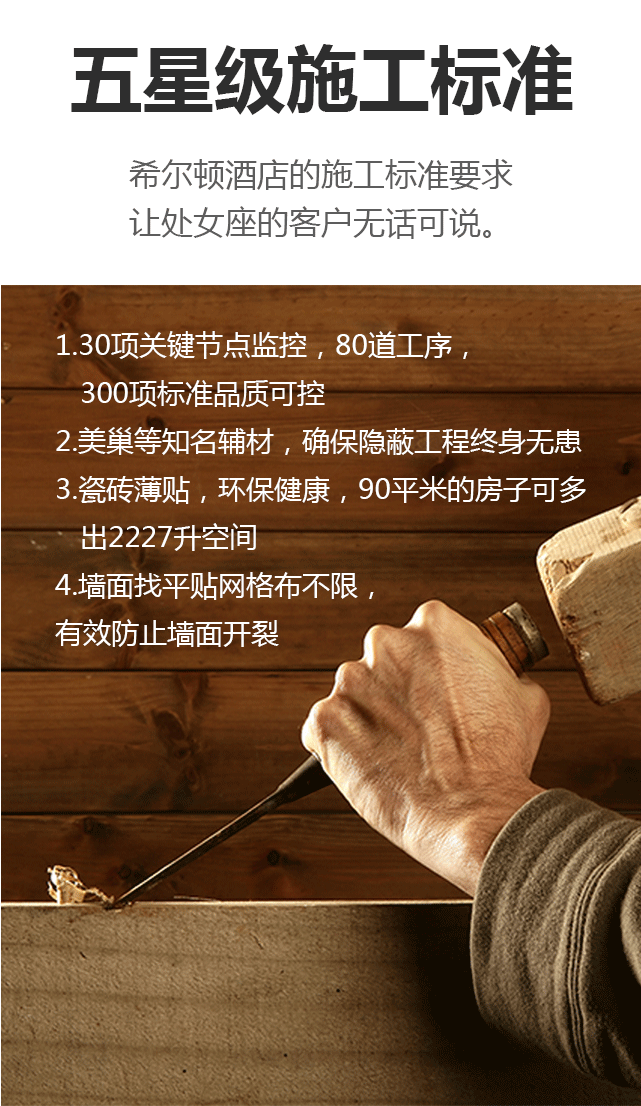 五星级施工标准
希尔顿酒店的施工标准要求
让处女座的客户无话可说。
1.30项关键节点监控，80道工序，
300项标准品质可控
2.美巢等知名辅材，确保隐蔽工程终身无患
3.瓷砖薄贴，环保健康，90平米的房子可多
出2227升空间
4.墙面找平贴网格布不限，
有效防止墙面开裂